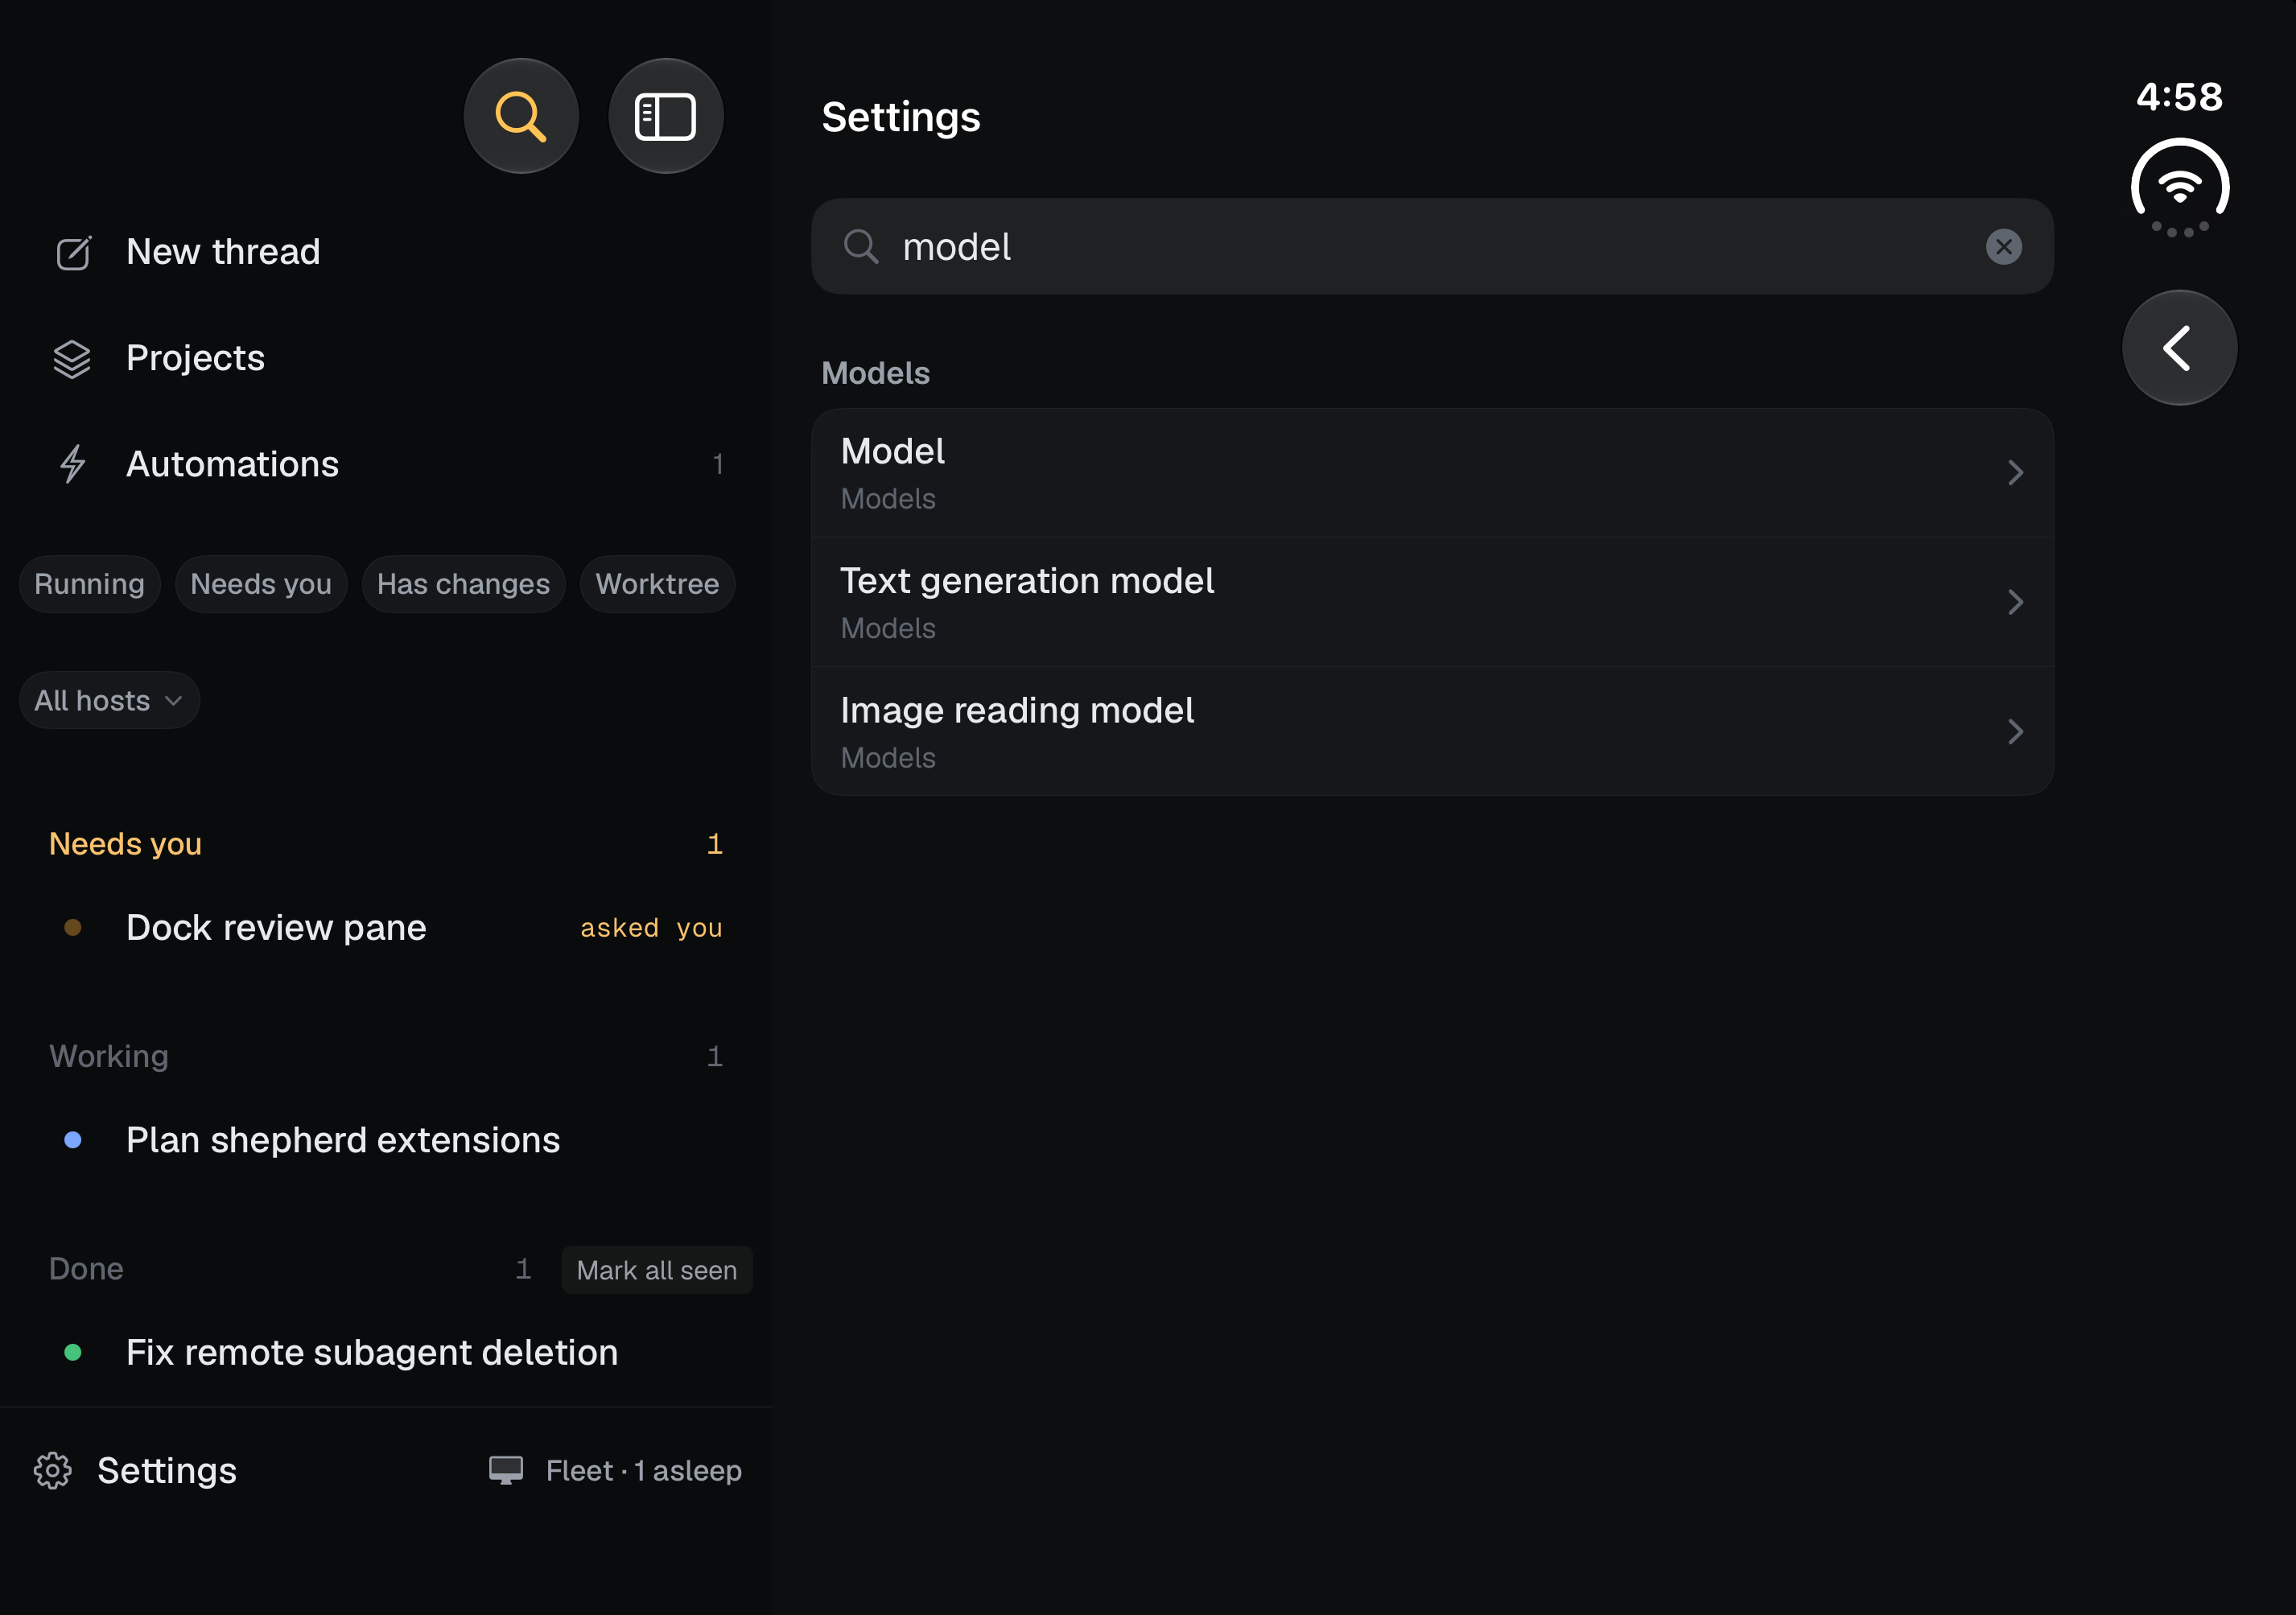 New thread
Projects
Automations 1
Running Needs you Has changes Worktree
All hosts
Needs you 1
Dock review pane asked you
Working 1
Plan shepherd extensions
Done 1 Mark all seen
Fix remote subagent deletion
Settings Fleet · 1 asleep
Settings
model
Models
Model
Models
Text generation model
Models
Image reading model
Models
4:58